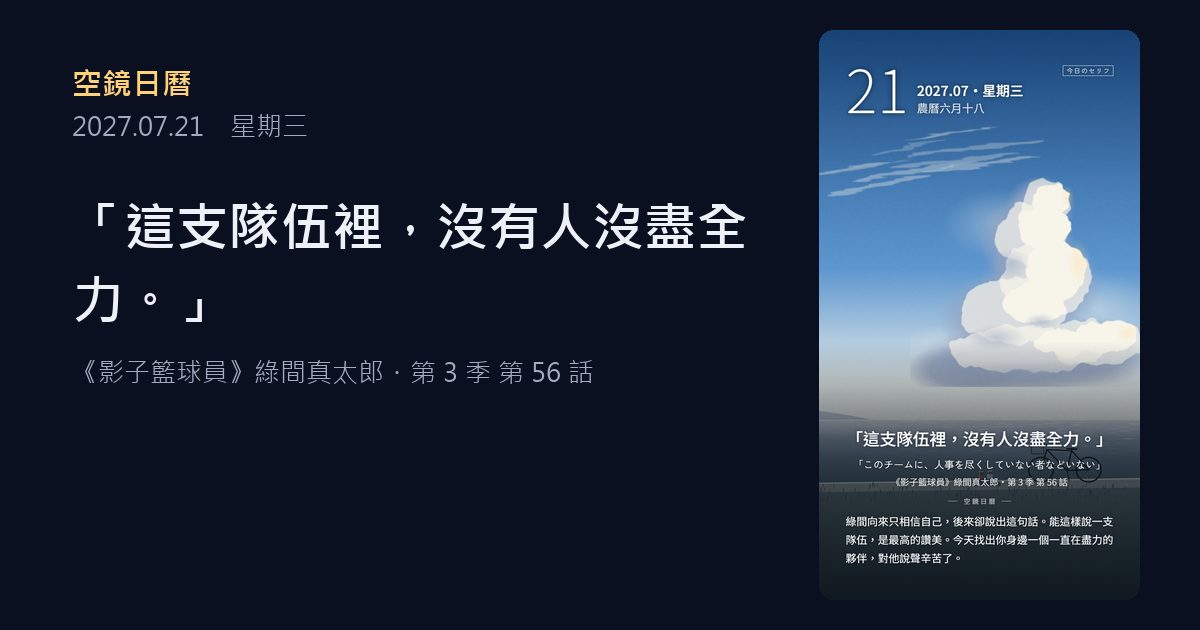 空鏡日曆
2027.07.21 星期三
「這支隊伍裡，沒有人沒盡全
力。」
《影子籃球員》綠間真太郎・第 3 季 第 56 話
21
2027.07・星期三
農曆六月十八
今日のセリフ
「這支隊伍裡，沒有人沒盡全力。」
「このチームに、人事を尽くしていない者などいない」
《影子籃球員》綠間真太郎・第 3 季 第 56 話
空鏡日曆
綠間向來只相信自己，後來卻說出這句話。能這樣說一支
隊伍，是最高的讚美。今天找出你身邊一個一直在盡力的
夥伴，對他說聲辛苦了。